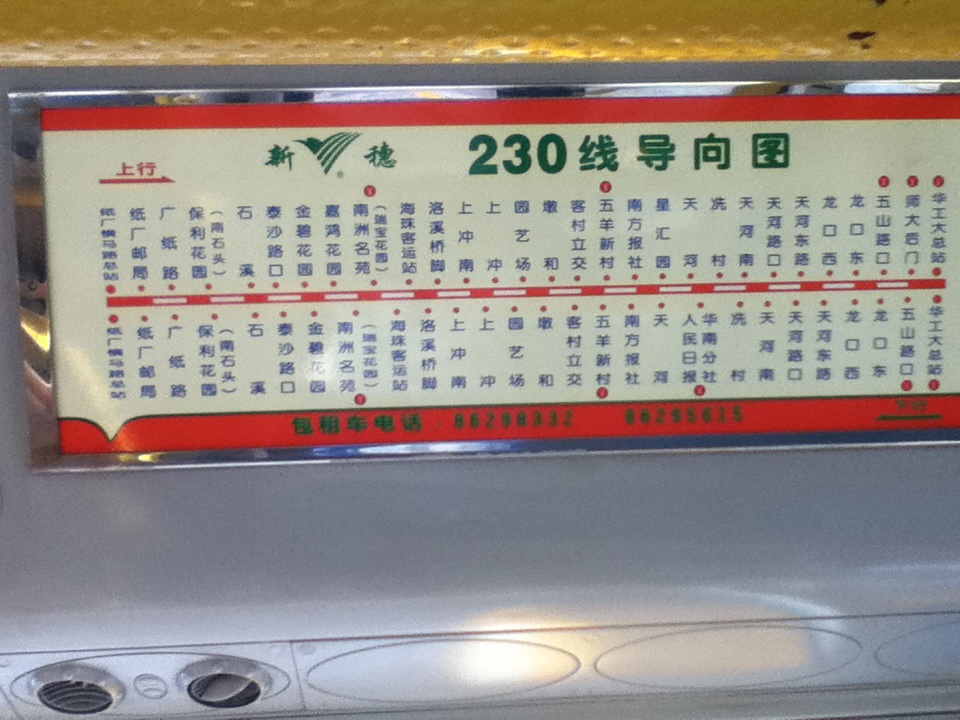 新穗
230线导向图
上行
纸厂横马路总站
纸厂邮局
广纸路
保利花园
(南石头)
石溪
泰沙路口
金碧花园
嘉鸿花园
南洲名苑
(瑞宝花园)
海珠客运站
洛溪桥脚
上冲南
上冲
园艺场
墩和
客村立交
五羊新村
南方报社
星汇园
天河
冼村
天河南
天河路口
天河东路
龙口西
龙口东
五山路口
师大后门
华工大总站
纸厂横马路总站
纸厂邮局
广纸路
保利花园
(南石头)
石溪
泰沙路口
金碧花园
南洲名苑
(瑞宝花园)
海珠客运站
洛溪桥脚
上冲南
上冲
园艺场
墩和
客村立交
五羊新村
南方报社
天河
人民日报
华南分社
冼村
天河南
天河路口
天河东路
龙口西
龙口东
五山路口
华工大总站
包租车电话:86298332 86295615
下行